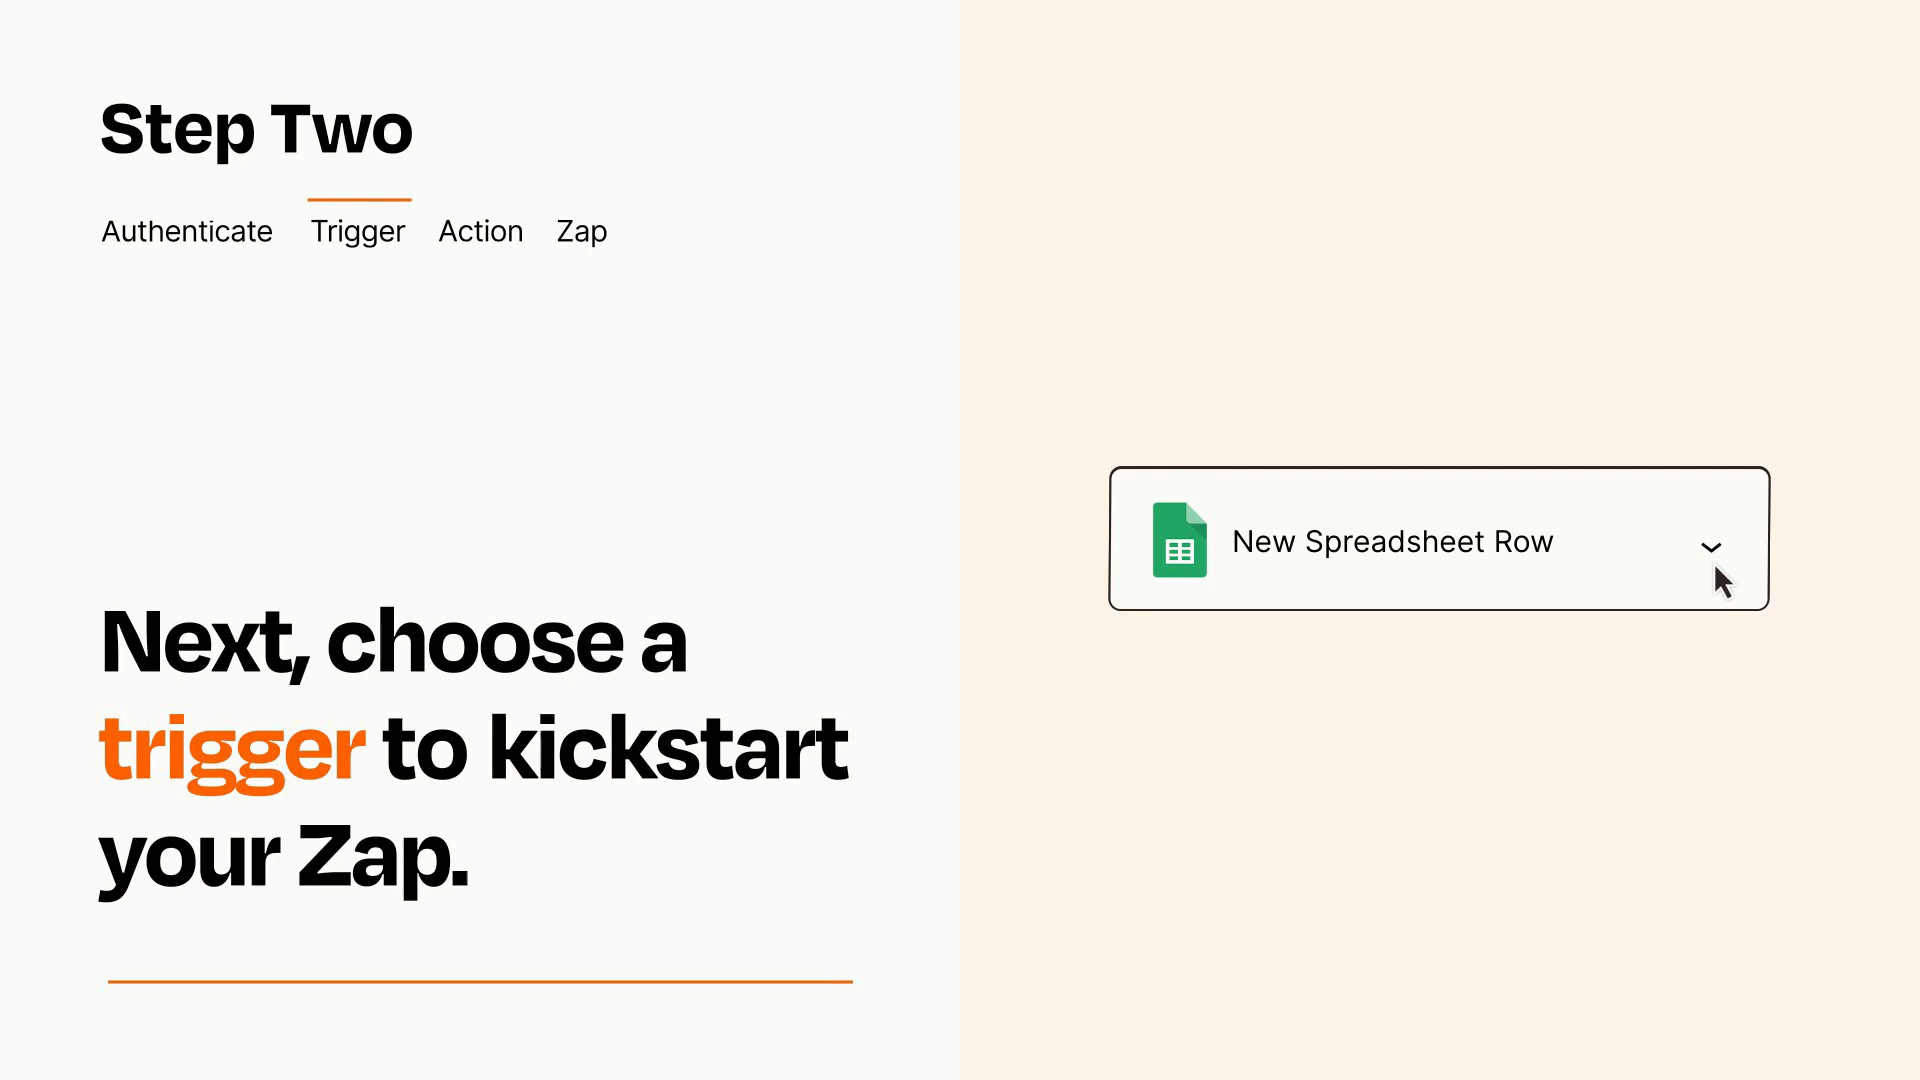 Step Two
Authenticate Trigger Action Zap
Next, choose a
trigger to kickstart
your Zap.
New Spreadsheet Row